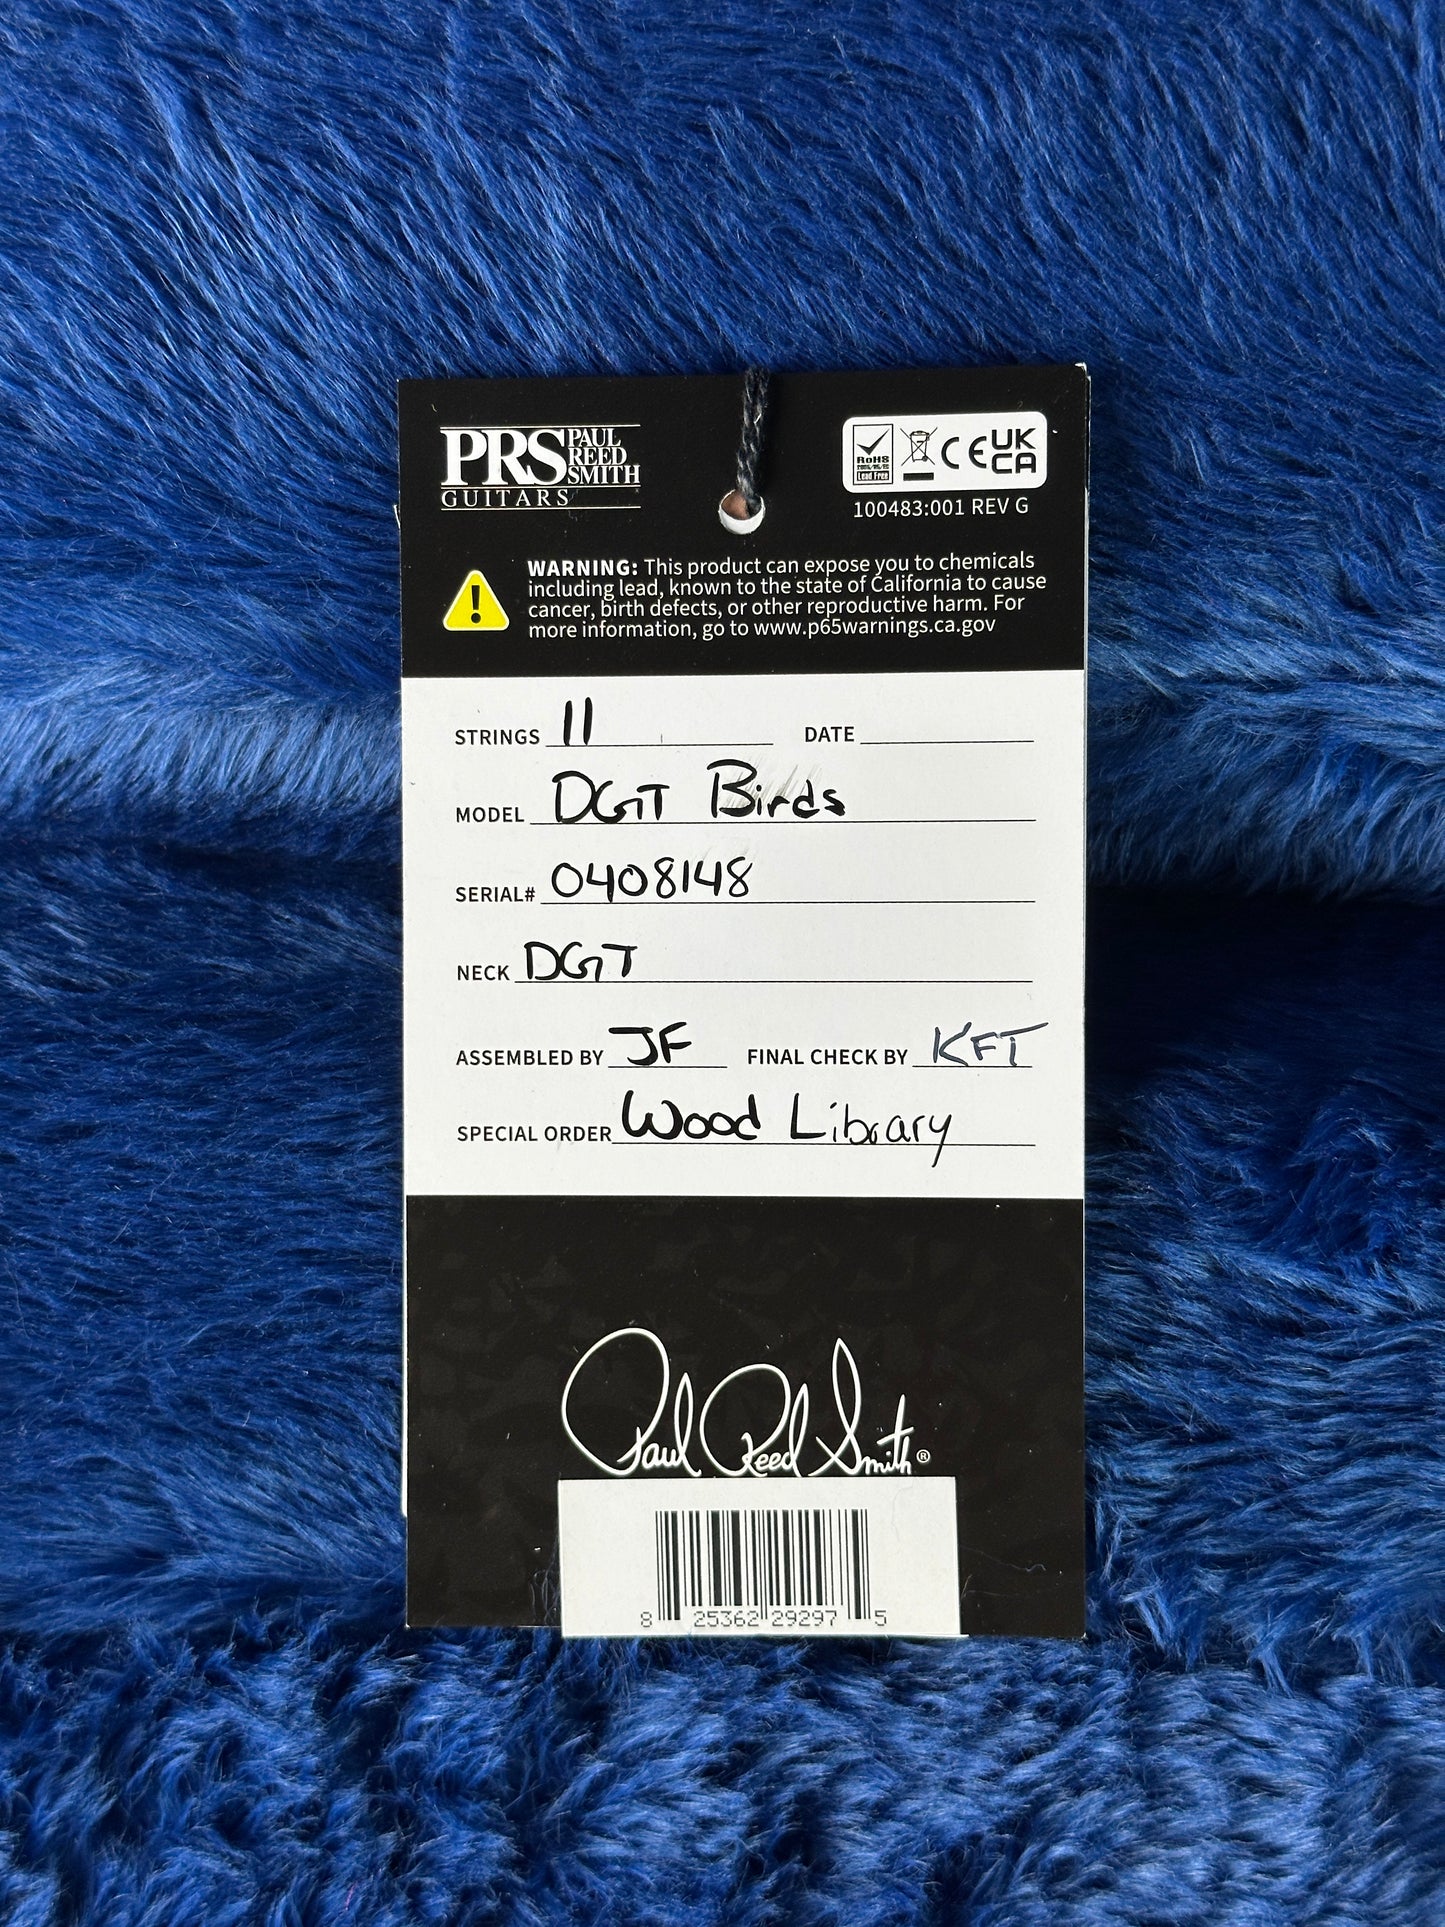 PRS PAUL REED SMITH
GUITARS
RoHS
Lead Free
CE UK CA
100483:001 REV G
WARNING: This product can expose you to chemicals
including lead, known to the state of California to cause
cancer, birth defects, or other reproductive harm. For
more information, go to www.p65warnings.ca.gov
STRINGS 11 DATE
MODEL DGT Birds
SERIAL# 0408148
NECK DGT
ASSEMBLED BY JF FINAL CHECK BY KFT
SPECIAL ORDER Wood Library
Paul Reed Smith®
8 25362 29297 5